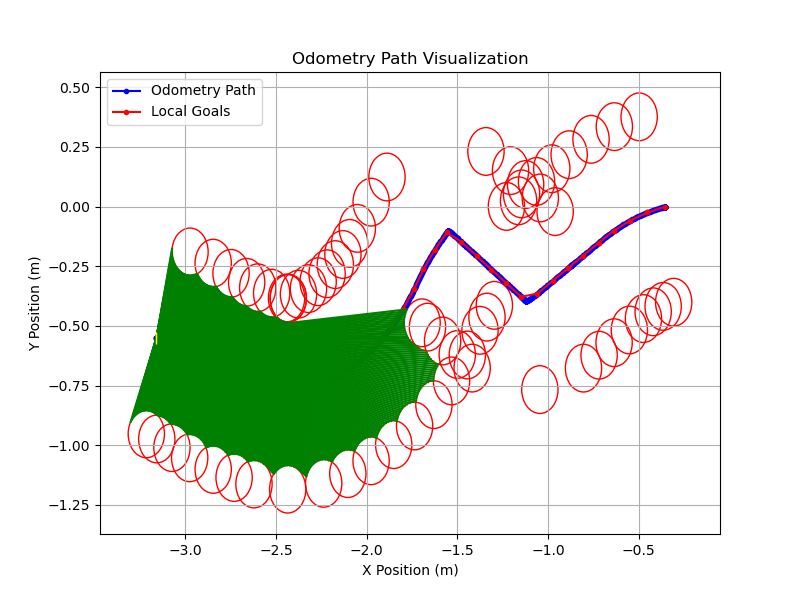 Odometry Path Visualization
Odometry Path
Local Goals
0.50
0.25
0.00
−0.25
−0.50
−0.75
−1.00
−1.25
Y Position (m)
−3.0 −2.5 −2.0 −1.5 −1.0 −0.5
X Position (m)